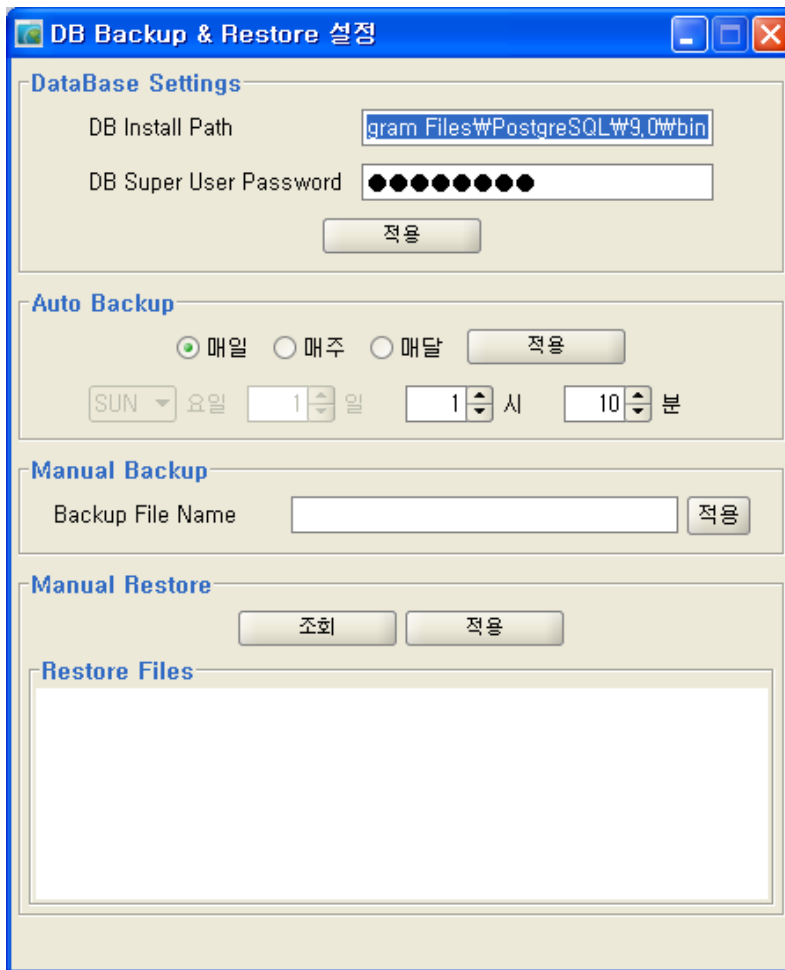 DB Backup & Restore 설정
DataBase Settings
DB Install Path gram Files₩PostgreSQL₩9.0₩bin
DB Super User Password ●●●●●●●●
적용
Auto Backup
매일 매주 매달 적용
SUN 요일 1 일 1 시 10 분
Manual Backup
Backup File Name 적용
Manual Restore
조회 적용
Restore Files